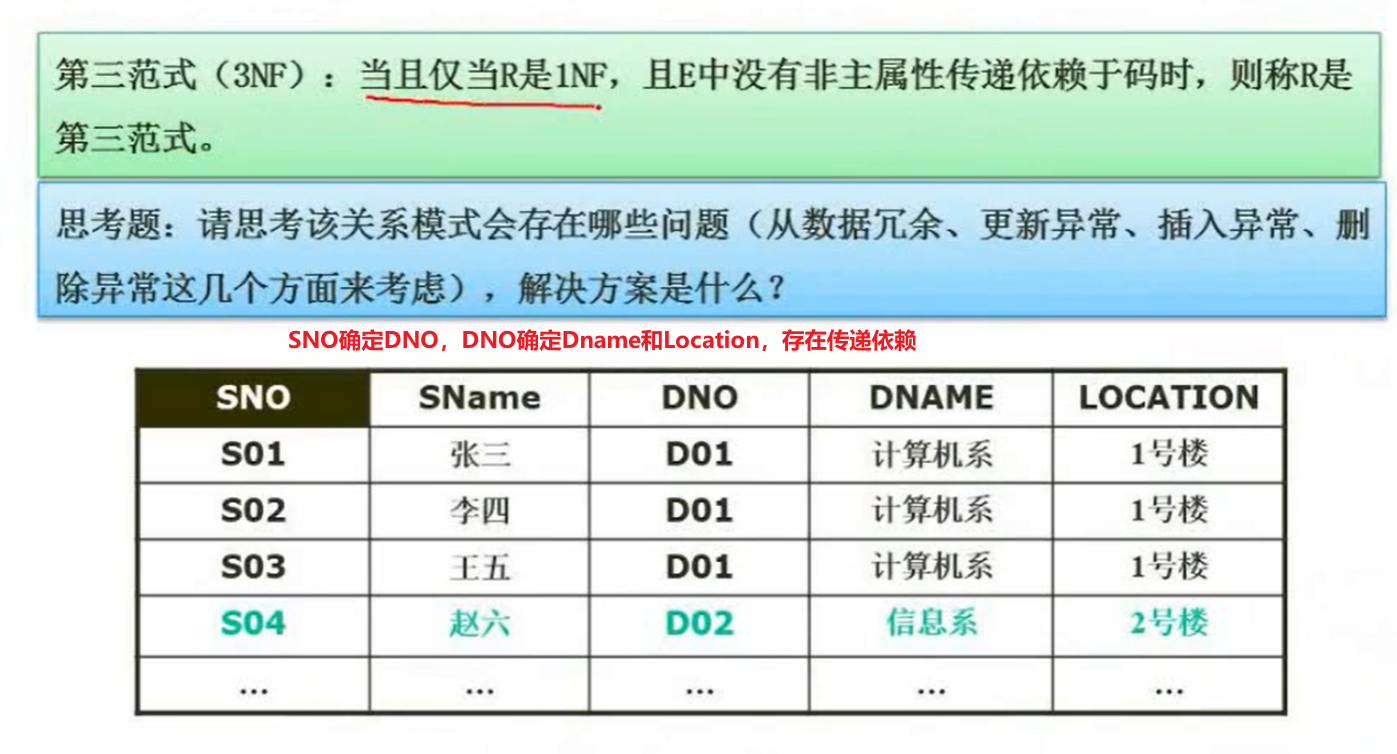 第三范式（3NF）：当且仅当R是1NF，且E中没有非主属性传递依赖于码时，则称R是
第三范式。
思考题：请思考该关系模式会存在哪些问题（从数据冗余、更新异常、插入异常、删
除异常这几个方面来考虑），解决方案是什么？
SNO确定DNO，DNO确定Dname和Location，存在传递依赖
SNO SName DNO DNAME LOCATION
S01 张三 D01 计算机系 1号楼
S02 李四 D01 计算机系 1号楼
S03 王五 D01 计算机系 1号楼
S04 赵六 D02 信息系 2号楼
... ... ... ... ...